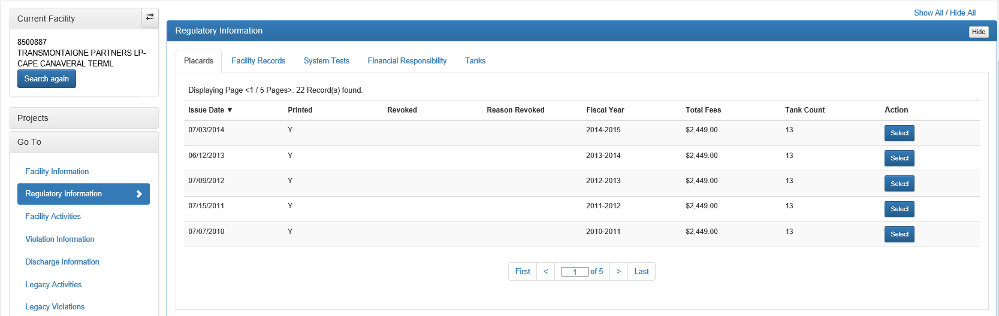 Current Facility
8500887
TRANSMONTAIGNE PARTNERS LP-
CAPE CANAVERAL TERML
Search again
Projects
Go To
Facility Information
Regulatory Information
Facility Activities
Violation Information
Discharge Information
Legacy Activities
Legacy Violations
Show All / Hide All
Regulatory Information Hide
Placards Facility Records System Tests Financial Responsibility Tanks
Displaying Page <1 / 5 Pages>. 22 Record(s) found.
Issue Date ▼ Printed Revoked Reason Revoked Fiscal Year Total Fees Tank Count Action
07/03/2014 Y 2014-2015 $2,449.00 13 Select
06/12/2013 Y 2013-2014 $2,449.00 13 Select
07/09/2012 Y 2012-2013 $2,449.00 13 Select
07/15/2011 Y 2011-2012 $2,449.00 13 Select
07/07/2010 Y 2010-2011 $2,449.00 13 Select
First < 1 of 5 > Last